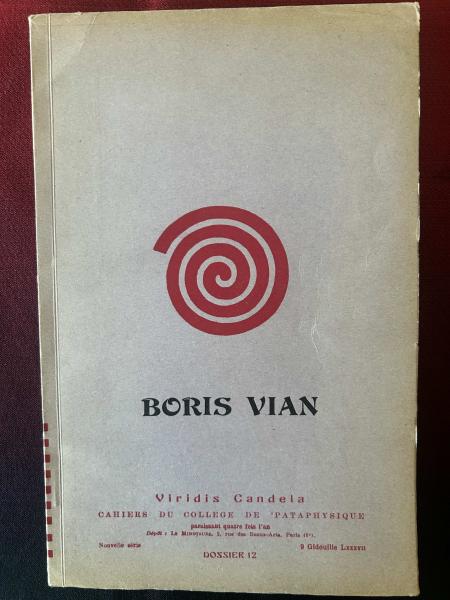 BORIS VIAN
Viridis Candela
CAHIERS DU COLLEGE DE 'PATAPHYSIQUE
paraissant quatre fois l'an
Dépôt : LE MINOTAURE, 2, rue des Beaux-Arts, Paris (6e).
Nouvelle série 9 Gidouille LXXXVII
DOSSIER 12